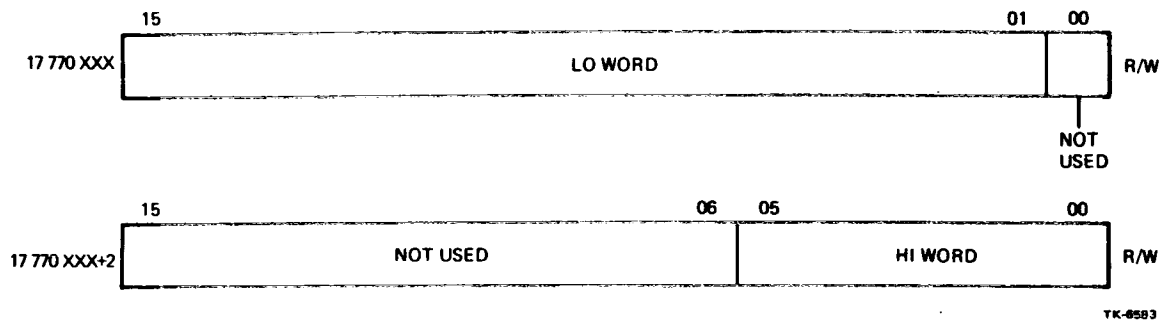 15 01 00
17 770 XXX LO WORD R/W
NOT
USED
15 06 05 00
17 770 XXX+2 NOT USED HI WORD R/W
TK-6583